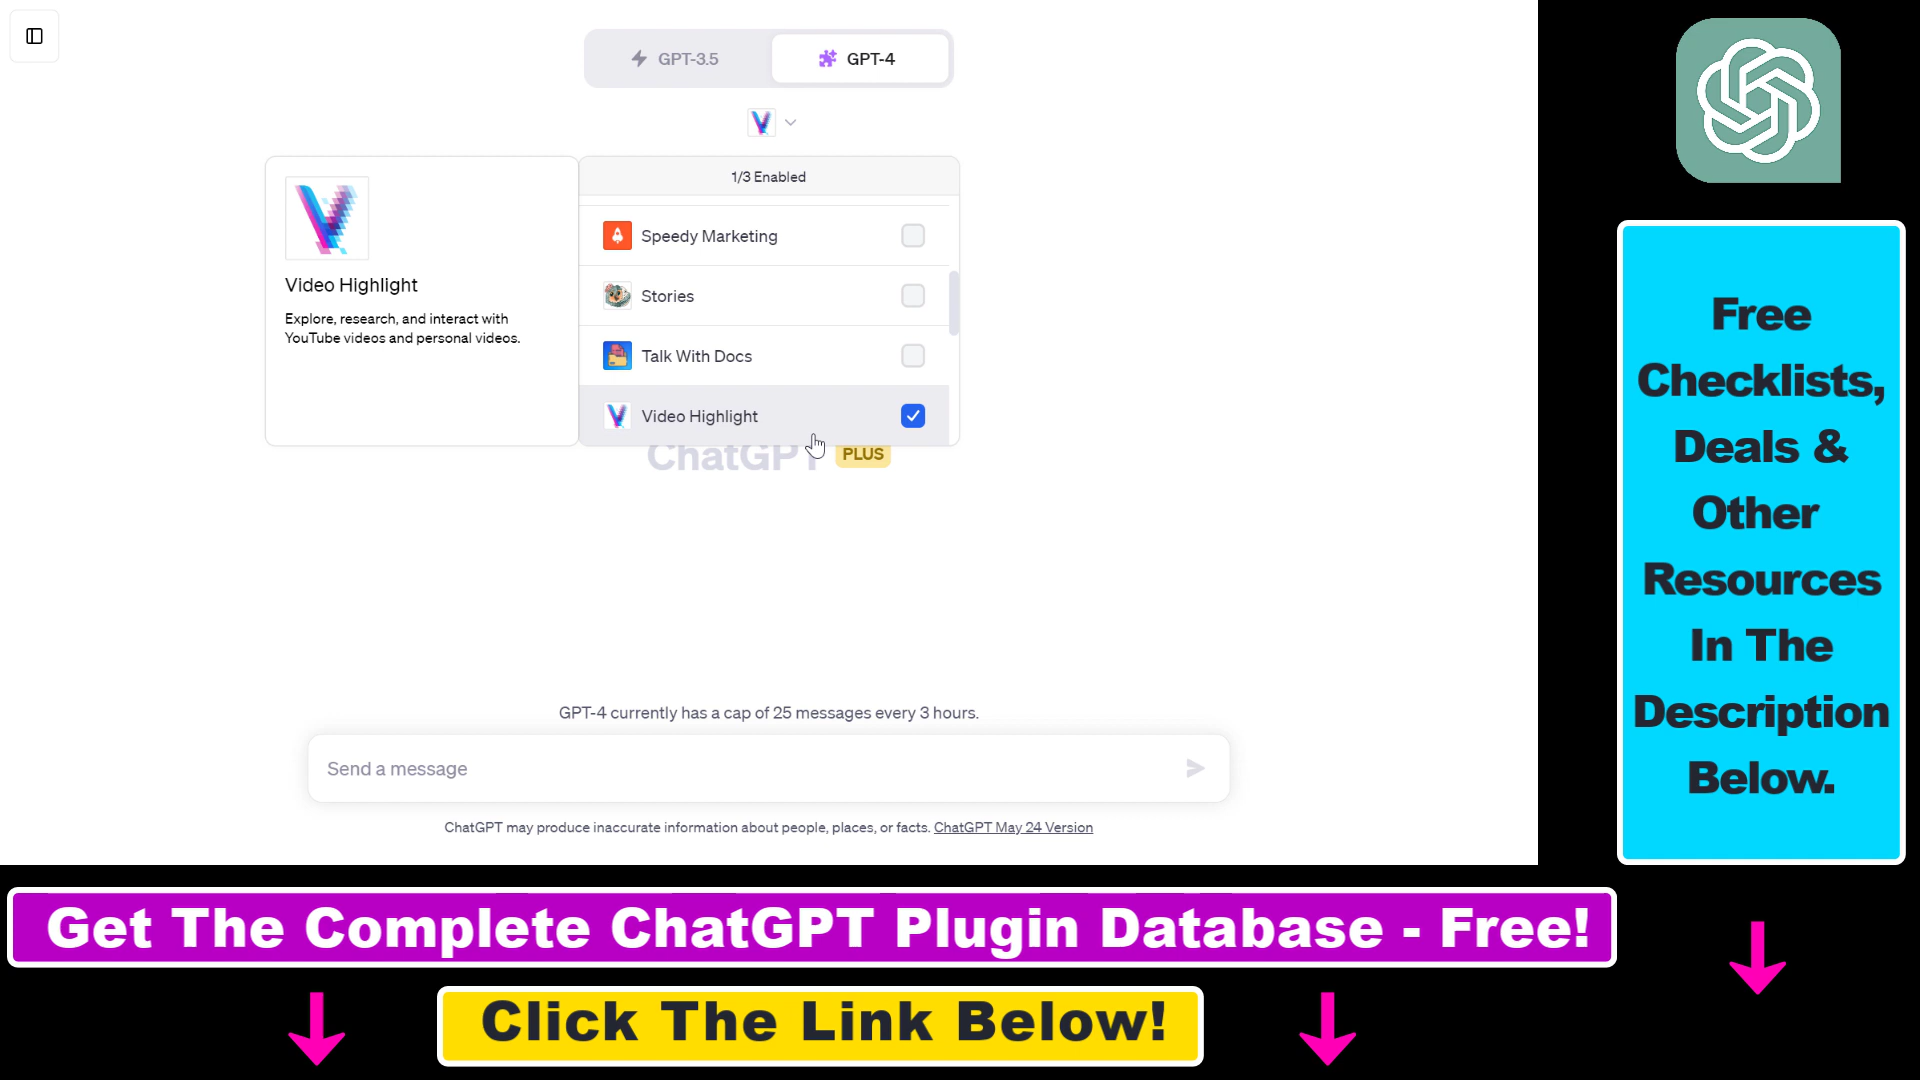 GPT-3.5
GPT-4
1/3 Enabled
Video Highlight
Explore, research, and interact with
YouTube videos and personal videos.
Speedy Marketing
Stories
Talk With Docs
Video Highlight
ChatGPT PLUS
GPT-4 currently has a cap of 25 messages every 3 hours.
Send a message
ChatGPT may produce inaccurate information about people, places, or facts. ChatGPT May 24 Version
Free
Checklists,
Deals &
Other
Resources
In The
Description
Below.
Get The Complete ChatGPT Plugin Database - Free!
Click The Link Below!